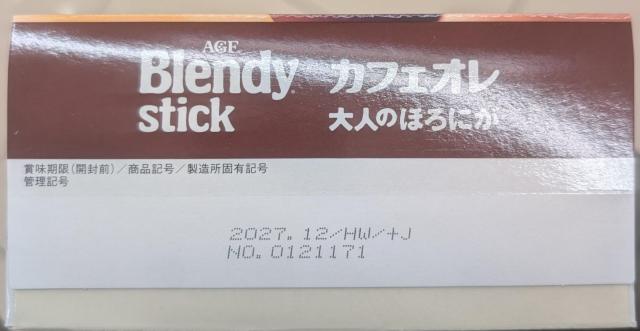 AGF
Blendy カフェオレ
stick 大人のほろにが
賞味期限(開封前)/商品記号/製造所固有記号
管理記号
2027. 12/HW/+J
NO. 0121171